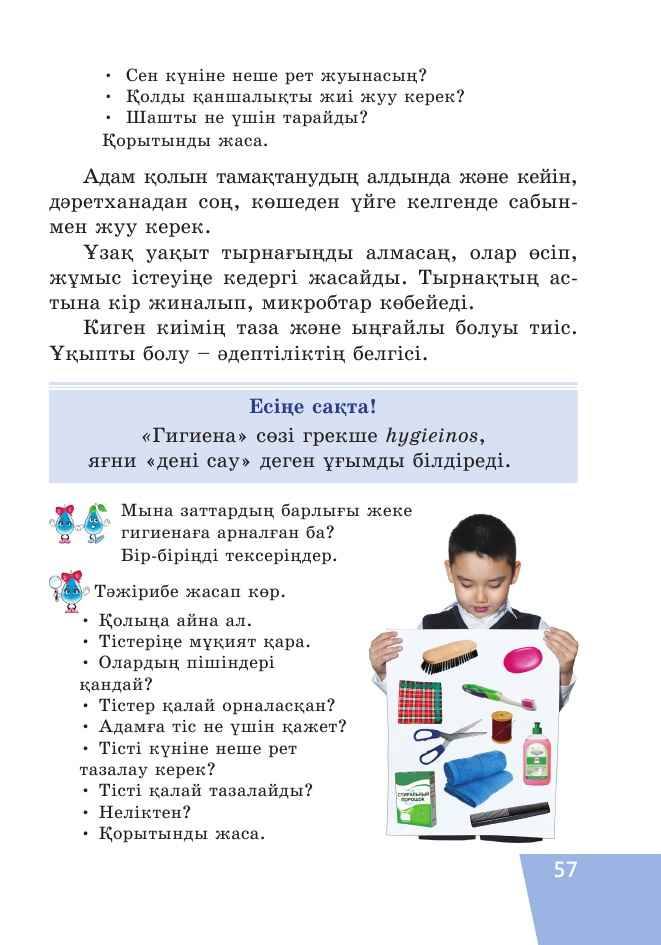 • Сен күніне неше рет жуынасың?
• Қолды қаншалықты жиі жуу керек?
• Шашты не үшін тарайды?
Қорытынды жаса.
Адам қолын тамақтанудың алдында және кейін,
дәретханадан соң, көшеден үйге келгенде сабын-
мен жуу керек.
Ұзақ уақыт тырнағыңды алмасаң, олар өсіп,
жұмыс істеуіңе кедергі жасайды. Тырнақтың ас-
тына кір жиналып, микробтар көбейеді.
Киген киімің таза және ыңғайлы болуы тиіс.
Ұқыпты болу – әдептіліктің белгісі.
Есіңе сақта!
«Гигиена» сөзі грекше hygieinos,
яғни «дені сау» деген ұғымды білдіреді.
Мына заттардың барлығы жеке
гигиенаға арналған ба?
Бір-біріңді тексеріңдер.
Тәжірибе жасап көр.
• Қолыңа айна ал.
• Тістеріңе мұқият қара.
• Олардың пішіндері
қандай?
• Тістер қалай орналасқан?
• Адамға тіс не үшін қажет?
• Тісті күніне неше рет
тазалау керек?
• Тісті қалай тазалайды?
• Неліктен?
• Қорытынды жаса.
СТИРАЛЬНЫЙ
ПОРОШОК
57